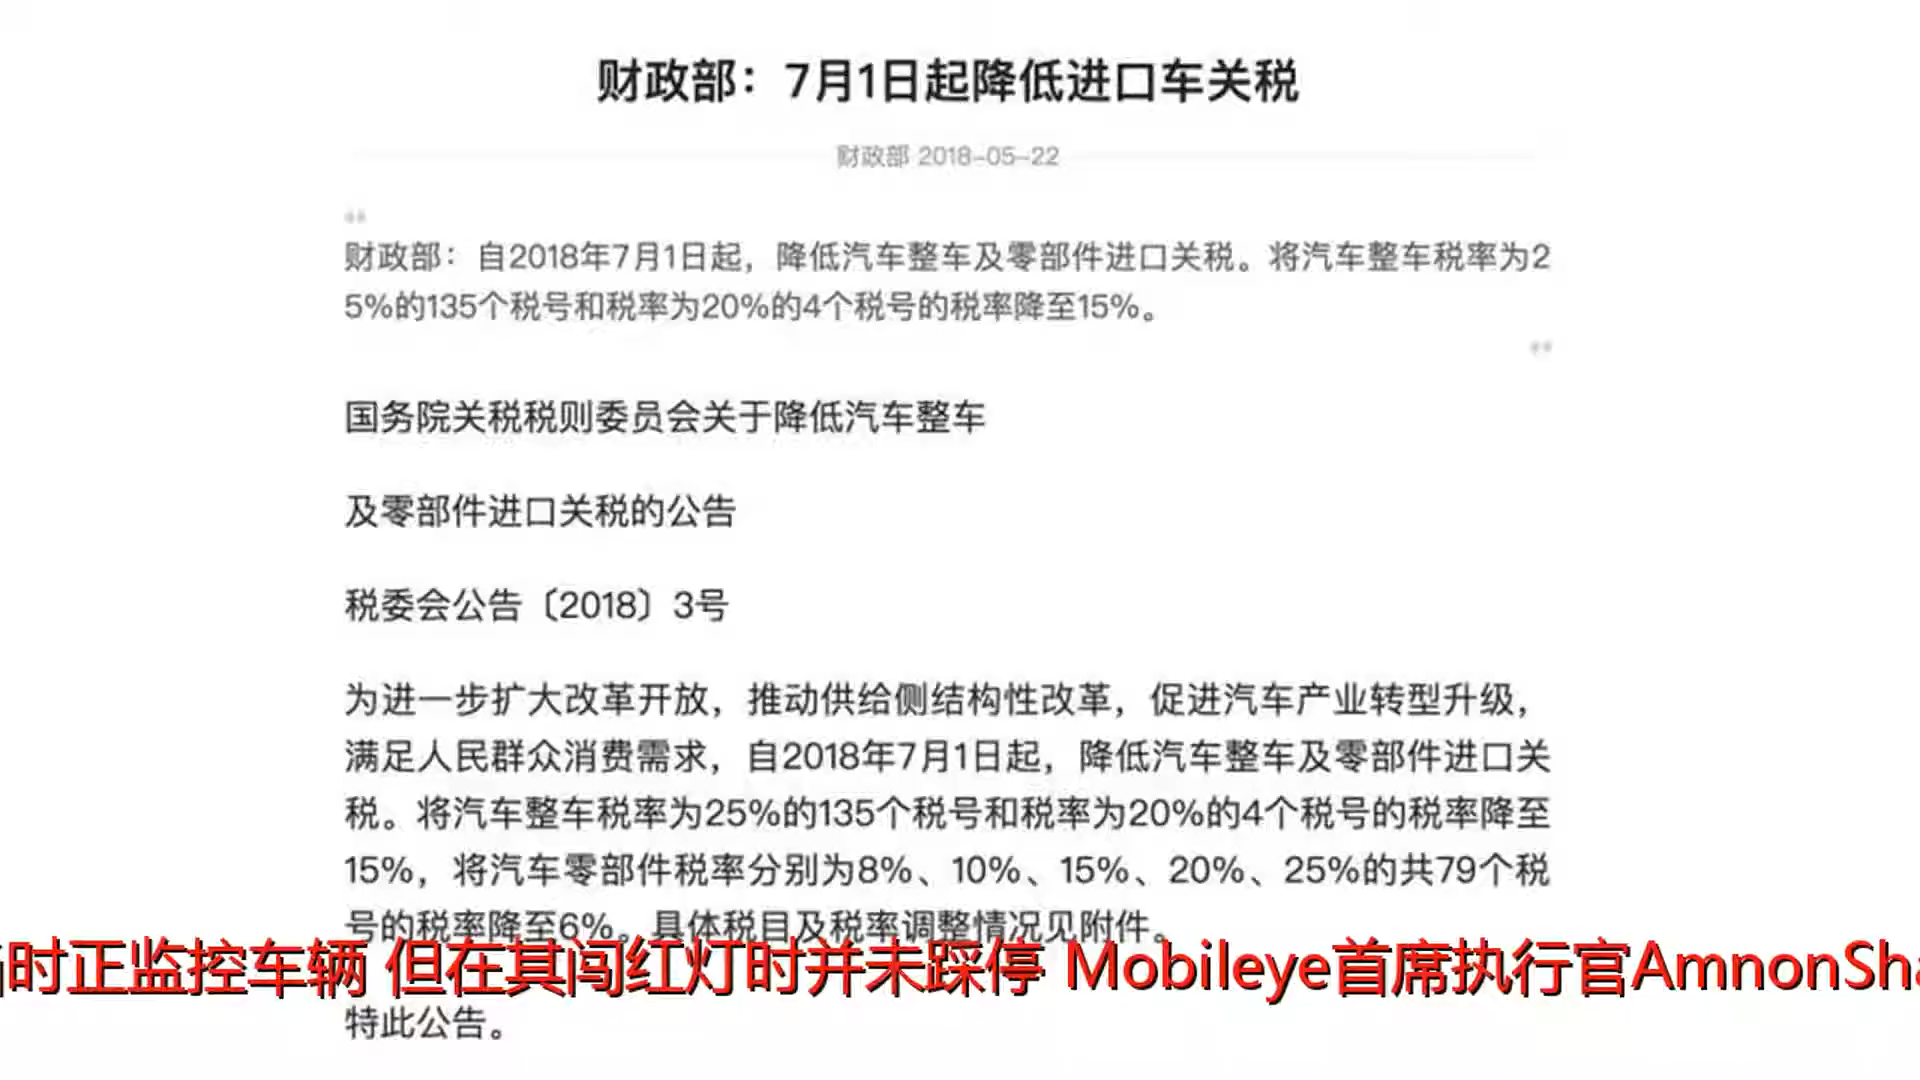 财政部：7月1日起降低进口车关税
财政部 2018-05-22
“
财政部：自2018年7月1日起，降低汽车整车及零部件进口关税。将汽车整车税率为2
5%的135个税号和税率为20%的4个税号的税率降至15%。
”
国务院关税税则委员会关于降低汽车整车
及零部件进口关税的公告
税委会公告〔2018〕3号
为进一步扩大改革开放，推动供给侧结构性改革，促进汽车产业转型升级，
满足人民群众消费需求，自2018年7月1日起，降低汽车整车及零部件进口关
税。将汽车整车税率为25%的135个税号和税率为20%的4个税号的税率降至
15%，将汽车零部件税率分别为8%、10%、15%、20%、25%的共79个税
号的税率降至6%。具体税目及税率调整情况见附件。
时正监控车辆 但在其闯红灯时并未踩停 Mobileye首席执行官AmnonSha
特此公告。